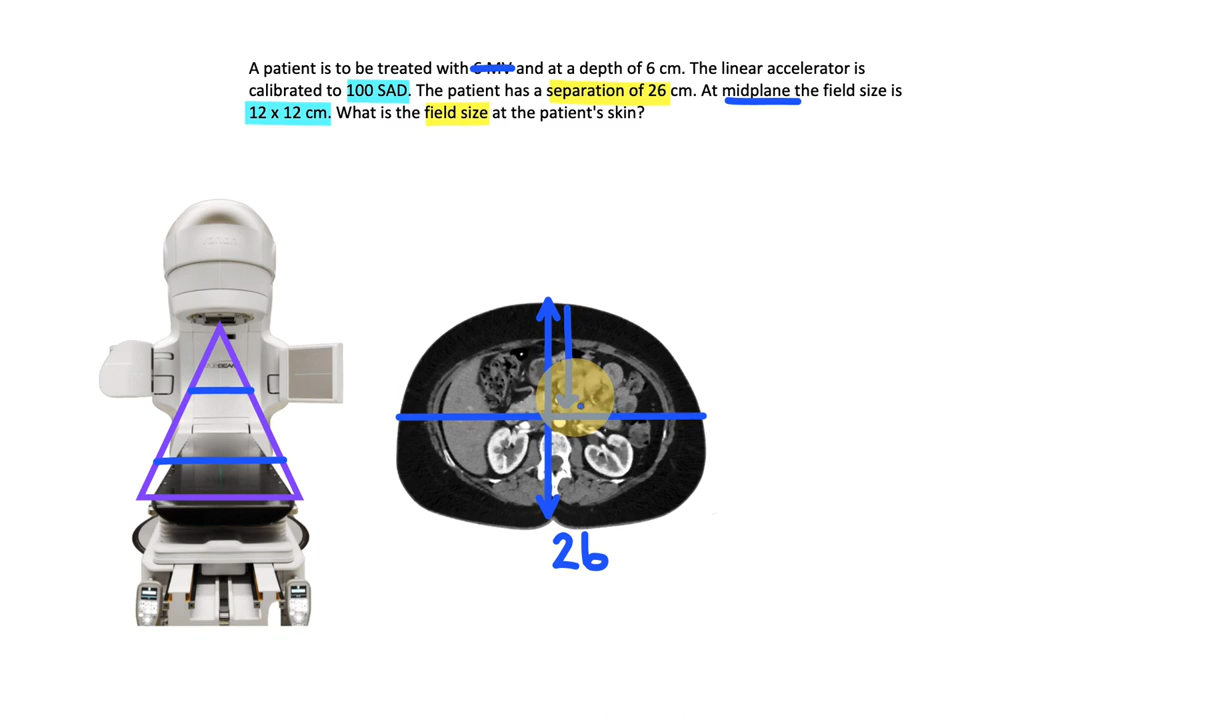 A patient is to be treated with 6 MV and at a depth of 6 cm. The linear accelerator is
calibrated to 100 SAD. The patient has a separation of 26 cm. At midplane the field size is
12 x 12 cm. What is the field size at the patient's skin?
26